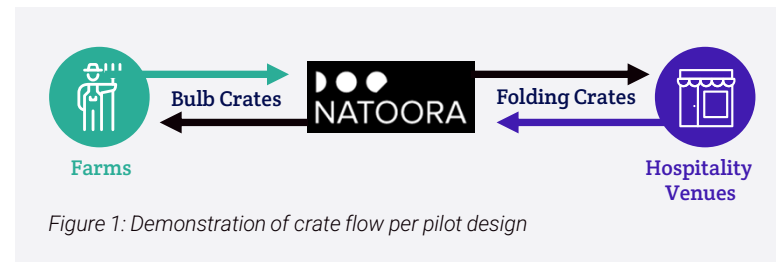 Bulb Crates
NATOORA
Folding Crates
Farms
Hospitality
Venues
Figure 1: Demonstration of crate flow per pilot design